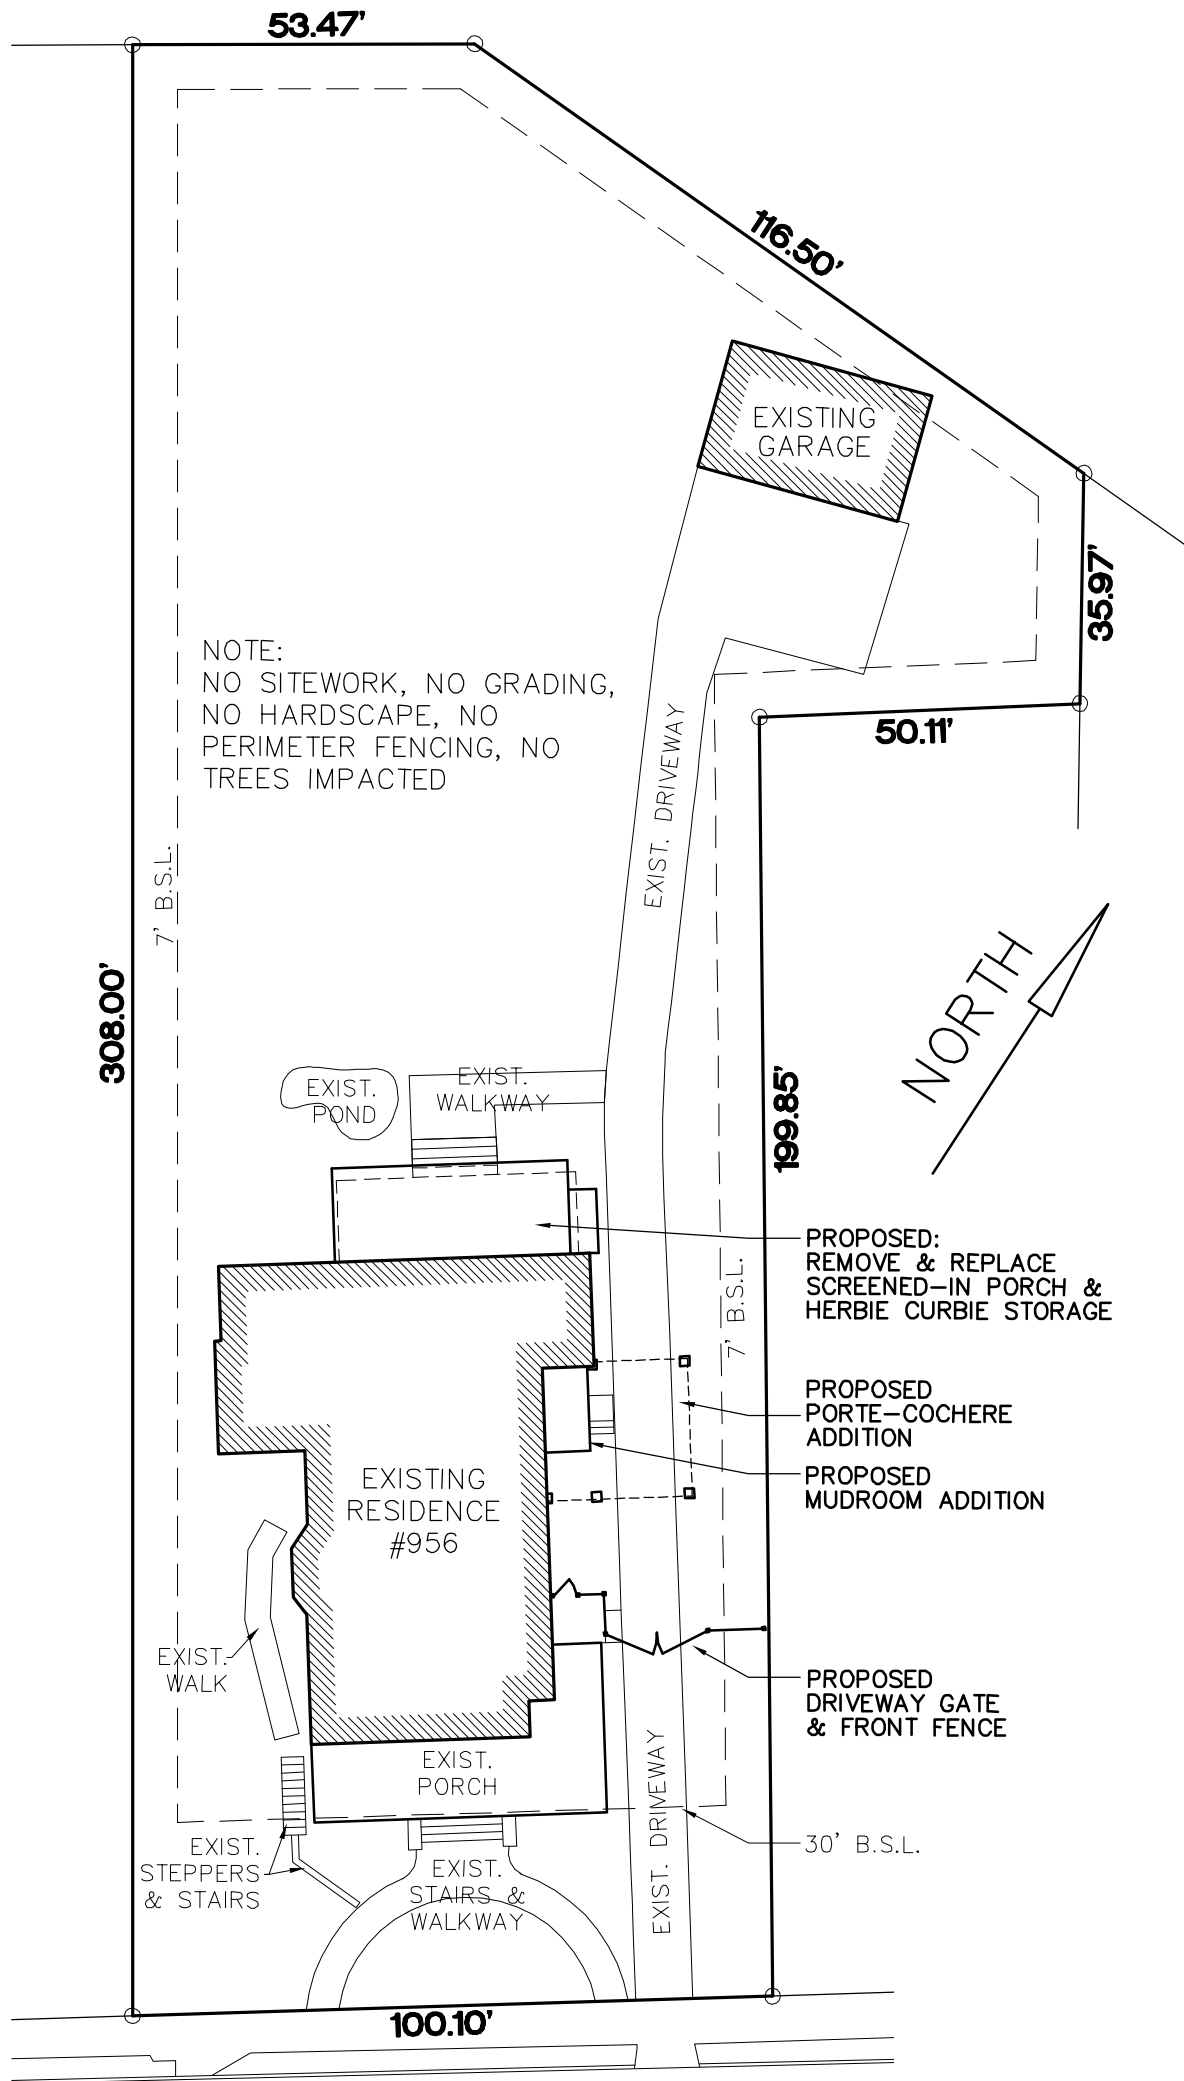 53.47'
116.50'
EXISTING
GARAGE
35.97'
50.11'
NOTE:
NO SITEWORK, NO GRADING,
NO HARDSCAPE, NO
PERIMETER FENCING, NO
TREES IMPACTED
EXIST. DRIVEWAY
7' B.S.L.
308.00'
NORTH
199.85'
EXIST.
POND
EXIST.
WALKWAY
PROPOSED:
REMOVE & REPLACE
SCREENED-IN PORCH &
HERBIE CURBIE STORAGE
7' B.S.L.
PROPOSED
PORTE-COCHERE
ADDITION
PROPOSED
MUDROOM ADDITION
EXISTING
RESIDENCE
#956
EXIST.
WALK
PROPOSED
DRIVEWAY GATE
& FRONT FENCE
EXIST.
PORCH
EXIST. DRIVEWAY
30' B.S.L.
EXIST.
STEPPERS
& STAIRS
EXIST.
STAIRS &
WALKWAY
100.10'